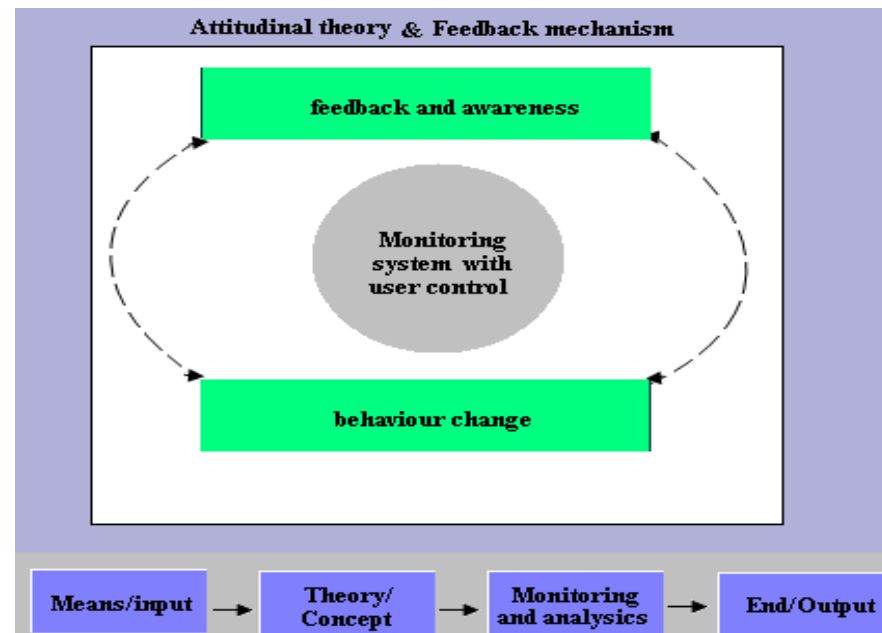 Attitudinal theory & Feedback mechanism
feedback and awareness
Monitoring
system with
user control
behaviour change
Means/input
Theory/
Concept
Monitoring
and analysics
End/Output